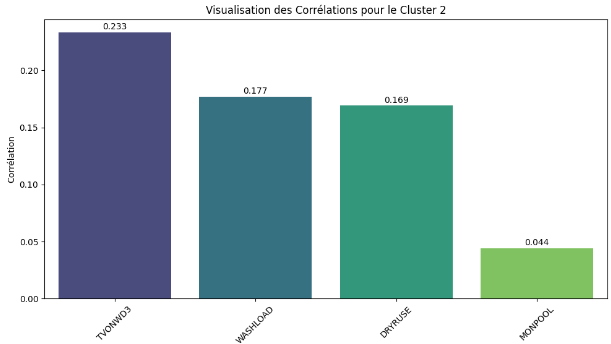 Visualisation des Corrélations pour le Cluster 2
0.233
0.177
0.169
0.044
Corrélation
0.20
0.15
0.10
0.05
0.00
TVONWD3
WASHLOAD
DRYRUSE
MONPOOL